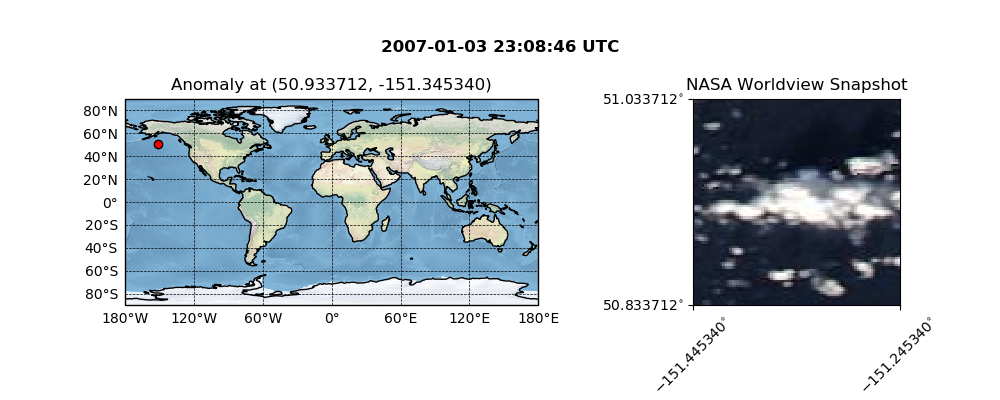 2007-01-03 23:08:46 UTC
Anomaly at (50.933712, -151.345340)
80°N
60°N
40°N
20°N
0°
20°S
40°S
60°S
80°S
180°W 120°W 60°W 0° 60°E 120°E 180°E
NASA Worldview Snapshot
51.033712°
50.833712°
−151.445340°
−151.245340°